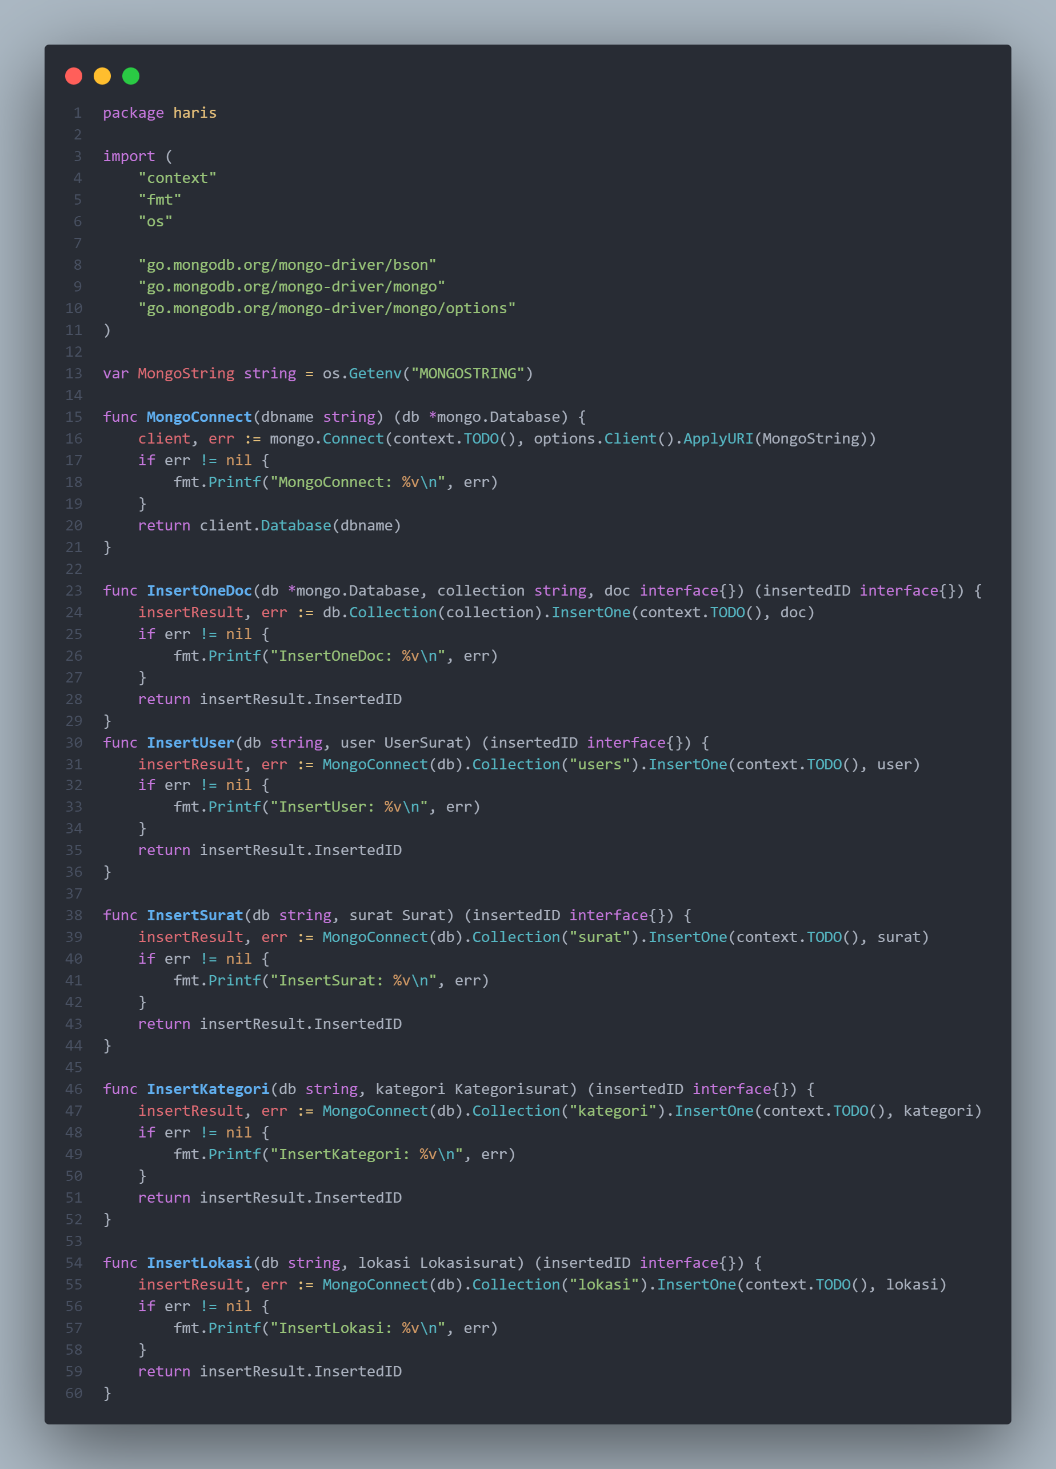 1 package haris
2
3 import (
4     "context"
5     "fmt"
6     "os"
7
8     "go.mongodb.org/mongo-driver/bson"
9     "go.mongodb.org/mongo-driver/mongo"
10     "go.mongodb.org/mongo-driver/mongo/options"
11 )
12
13 var MongoString string = os.Getenv("MONGOSTRING")
14
15 func MongoConnect(dbname string) (db *mongo.Database) {
16     client, err := mongo.Connect(context.TODO(), options.Client().ApplyURI(MongoString))
17     if err != nil {
18         fmt.Printf("MongoConnect: %v\n", err)
19     }
20     return client.Database(dbname)
21 }
22
23 func InsertOneDoc(db *mongo.Database, collection string, doc interface{}) (insertedID interface{}) {
24     insertResult, err := db.Collection(collection).InsertOne(context.TODO(), doc)
25     if err != nil {
26         fmt.Printf("InsertOneDoc: %v\n", err)
27     }
28     return insertResult.InsertedID
29 }
30 func InsertUser(db string, user UserSurat) (insertedID interface{}) {
31     insertResult, err := MongoConnect(db).Collection("users").InsertOne(context.TODO(), user)
32     if err != nil {
33         fmt.Printf("InsertUser: %v\n", err)
34     }
35     return insertResult.InsertedID
36 }
37
38 func InsertSurat(db string, surat Surat) (insertedID interface{}) {
39     insertResult, err := MongoConnect(db).Collection("surat").InsertOne(context.TODO(), surat)
40     if err != nil {
41         fmt.Printf("InsertSurat: %v\n", err)
42     }
43     return insertResult.InsertedID
44 }
45
46 func InsertKategori(db string, kategori Kategorisurat) (insertedID interface{}) {
47     insertResult, err := MongoConnect(db).Collection("kategori").InsertOne(context.TODO(), kategori)
48     if err != nil {
49         fmt.Printf("InsertKategori: %v\n", err)
50     }
51     return insertResult.InsertedID
52 }
53
54 func InsertLokasi(db string, lokasi Lokasisurat) (insertedID interface{}) {
55     insertResult, err := MongoConnect(db).Collection("lokasi").InsertOne(context.TODO(), lokasi)
56     if err != nil {
57         fmt.Printf("InsertLokasi: %v\n", err)
58     }
59     return insertResult.InsertedID
60 }